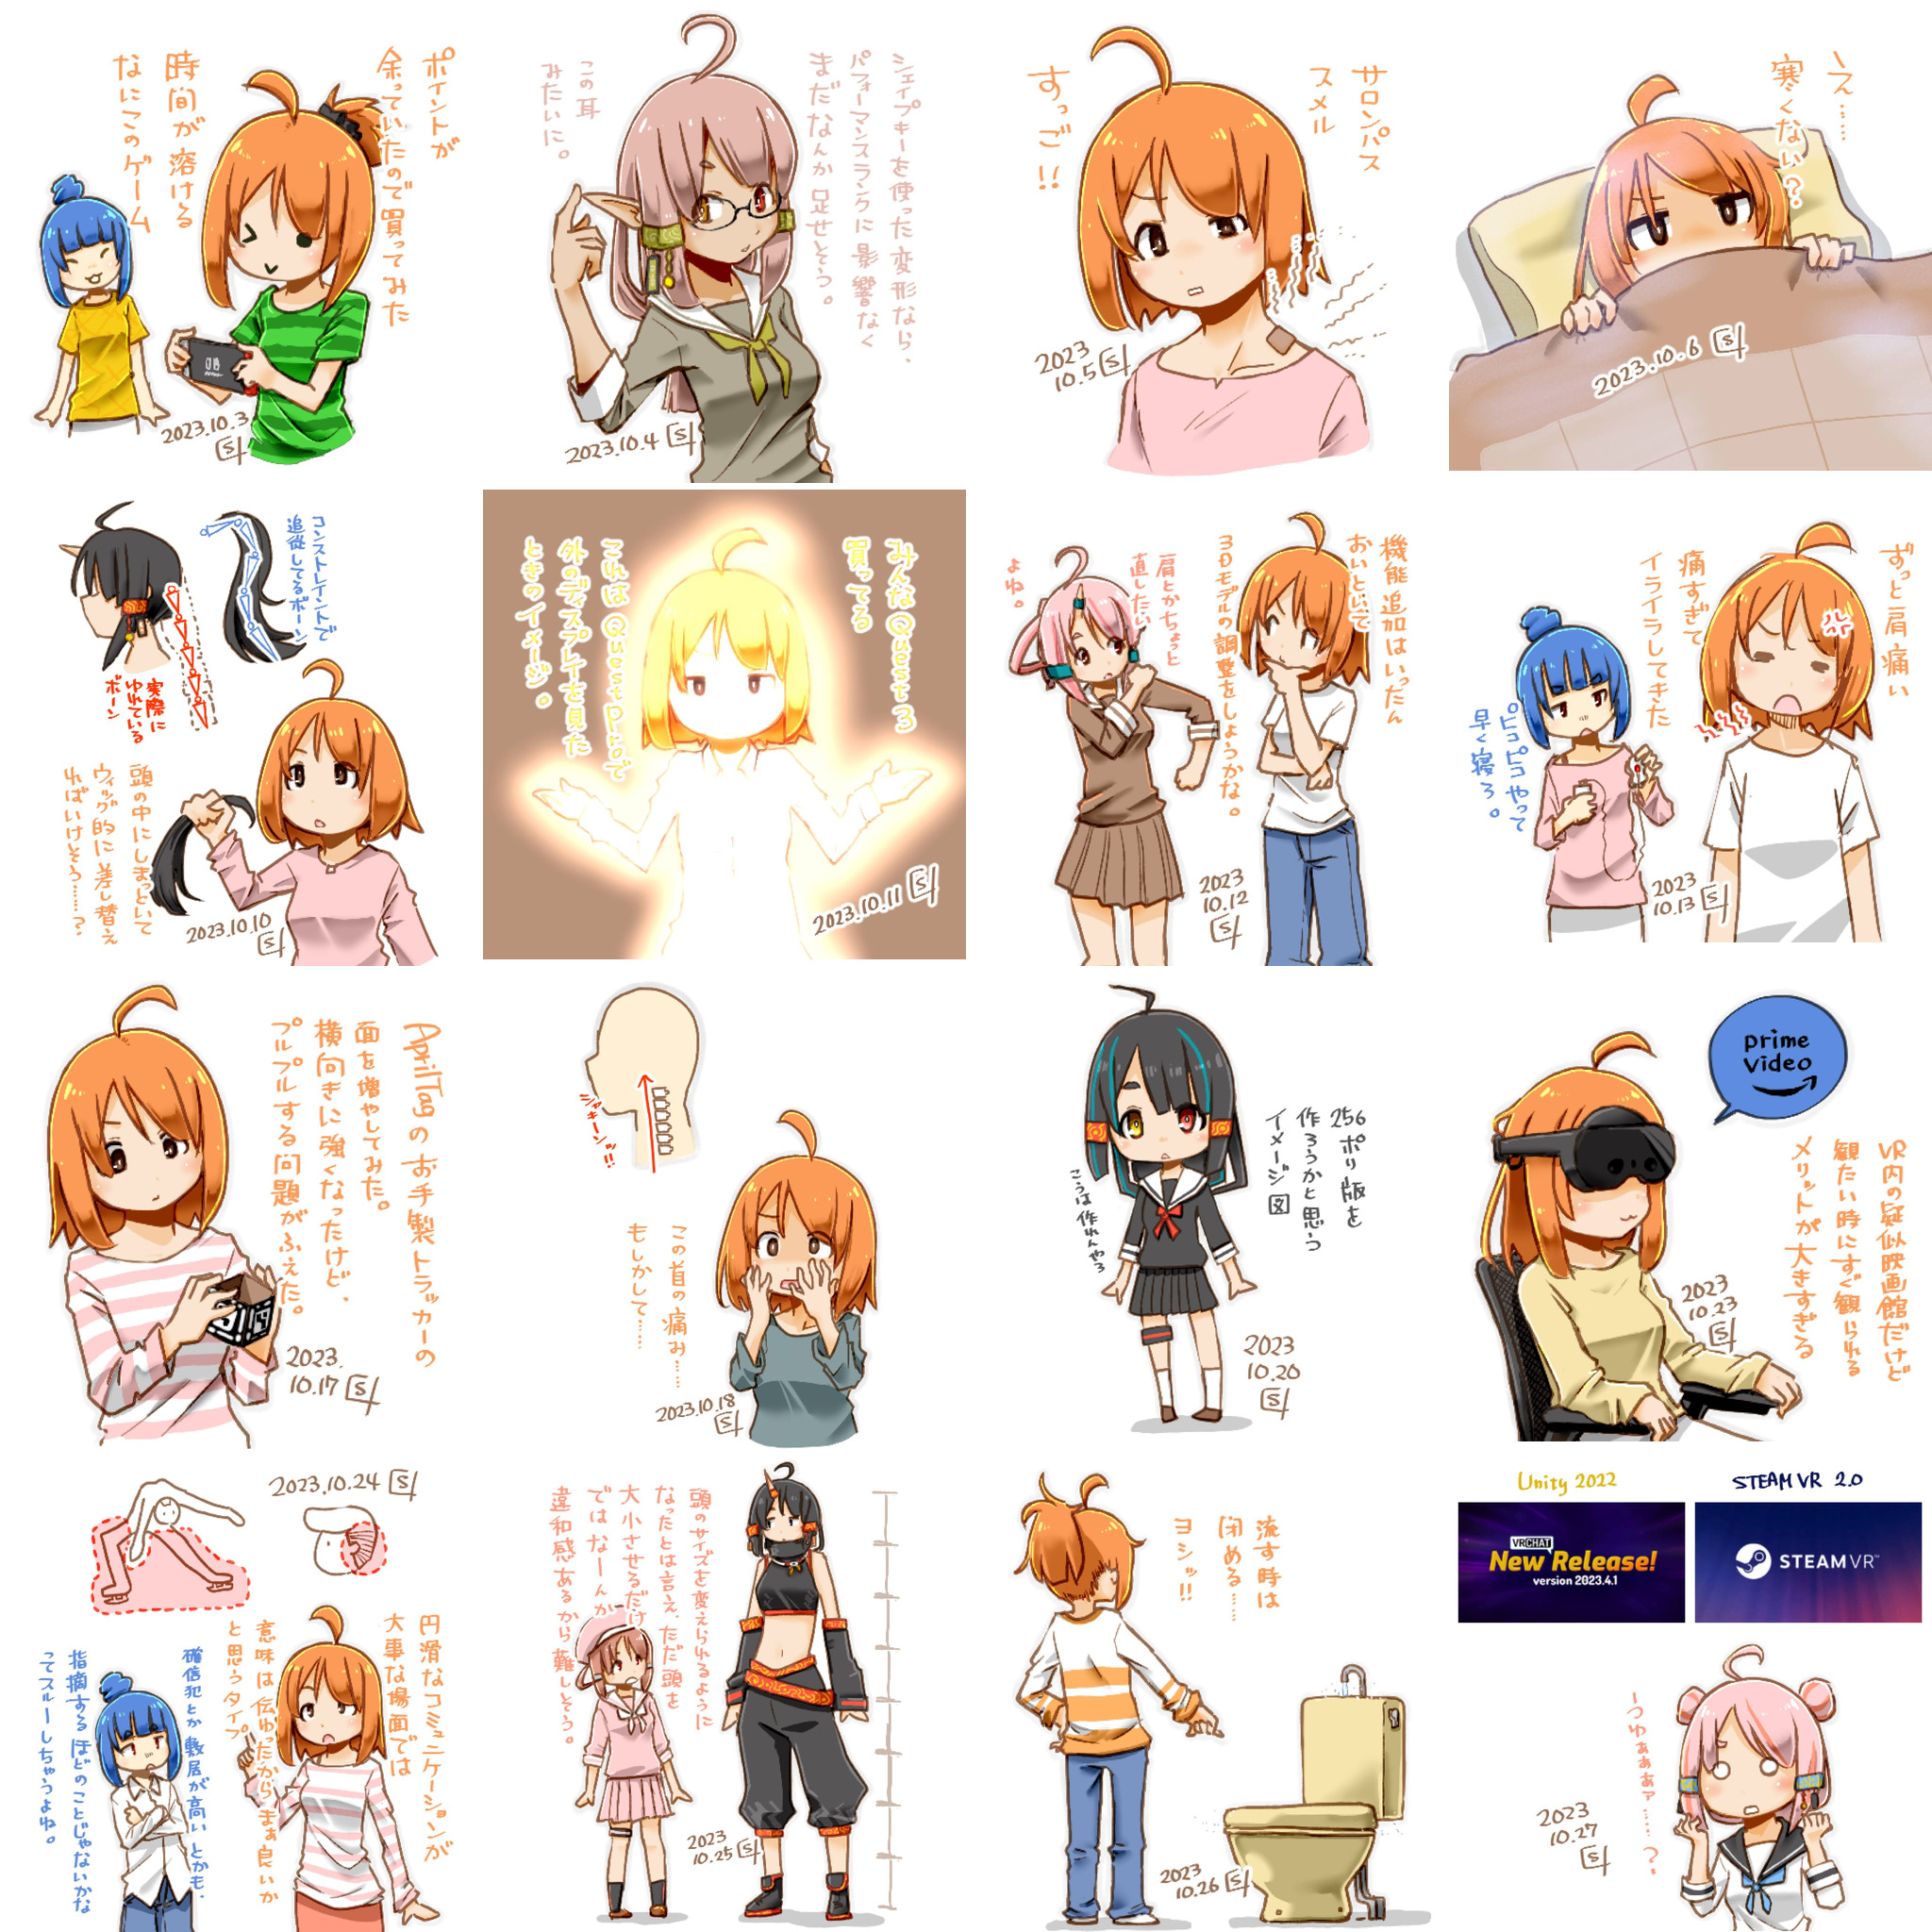 ポイントが
余っていたので買ってみた
時間が溶ける
なにこのゲーム
2023.10.3
シェイプキーを使った変形なら、
パフォーマンスランクに影響なく
まだなんか足せそう。
この耳
みたいに。
2023.10.4
サロンパス
スメル
すっご!!
2023
10.5
え……
寒くない?
2023.10.6
コンストレイントで
追従してるボーン
実際に
ゆれている
ボーン
頭の中にしまっといて
ウィッグ的に差し替え
ればいけそう……?
2023.10.10
みんなQuest3
買ってる
これはQuestProで
外のディスプレーを見た
ときのイメージ。
2023.10.11
機能追加はいったん
おいといて
3Dモデルの調整をしようかな。
肩とかちょっと
直したい
よね。
2023
10.12
ずっと肩痛い
痛すぎて
イライラしてきた
ピコピコやって
早く寝ろ。
2023
10.13
AprilTagのお手製トラッカーの
面を増やしてみた。
横向きに強くなったけど、
プルプルする問題がふえた。
2023.
10.17
シャキーンッ!!
この首の痛み……
もしかして……
2023.10.18
256ポリ版を
作ろうかと思う
イメージ図
こうは作れんやろ
2023
10.20
prime
video
VR内の疑似映画館だけど
観たい時にすぐ観られる
メリットが大きすぎる
2023
10.23
2023.10.24
円滑なコミュニケーションが
大事な場面では
意味は伝わったからまぁ良いか
と思うタイプ
確信犯とか敷居が高いとかも、
指摘するほどのことじゃないかな
ってスルーしちゃうよね。
頭のサイズを変えられるように
なったとは言え、ただ頭を
大小させるだけ
ではなーんか
違和感あるから難しそう。
2023
10.25
流す時は
閉める……
ヨシッ!!
2023
10.26
Unity 2022
STEAM VR 2.0
VRCHAT
New Release!
version 2023.4.1
STEAMVR™
つゆぁぁぁァ……?
2023
10.27